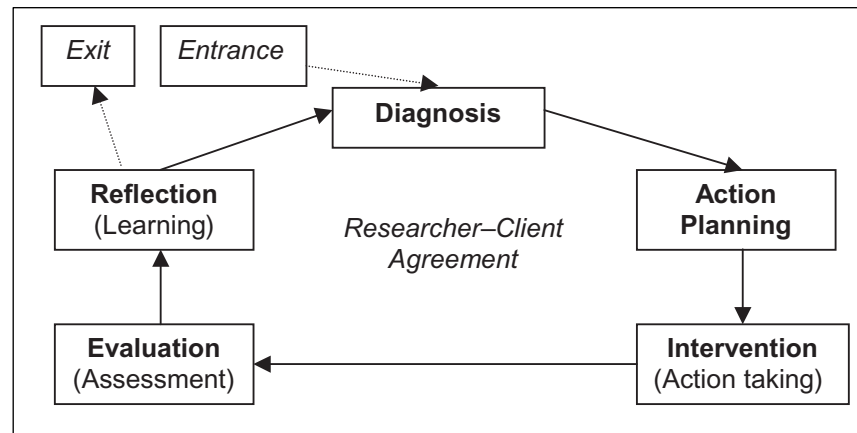 Exit
Entrance
Diagnosis
Reflection
(Learning)
Action
Planning
Researcher–Client
Agreement
Evaluation
(Assessment)
Intervention
(Action taking)